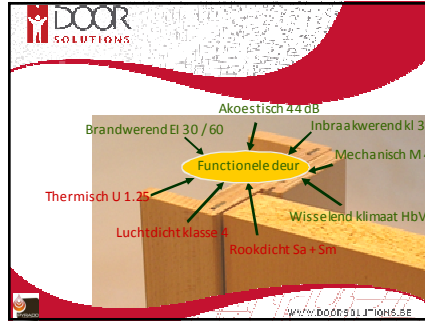 DOOR
SOLUTIONS
Akoestisch 44 dB
Brandwerend EI 30 / 60
Inbraakwerend kl 3
Functionele deur
Mechanisch M
Thermisch U 1.25
Wisselend klimaat HbV
Luchtdicht klasse 4
Rookdicht Sa + Sm
WWW.DOORSOLUTIONS.BE